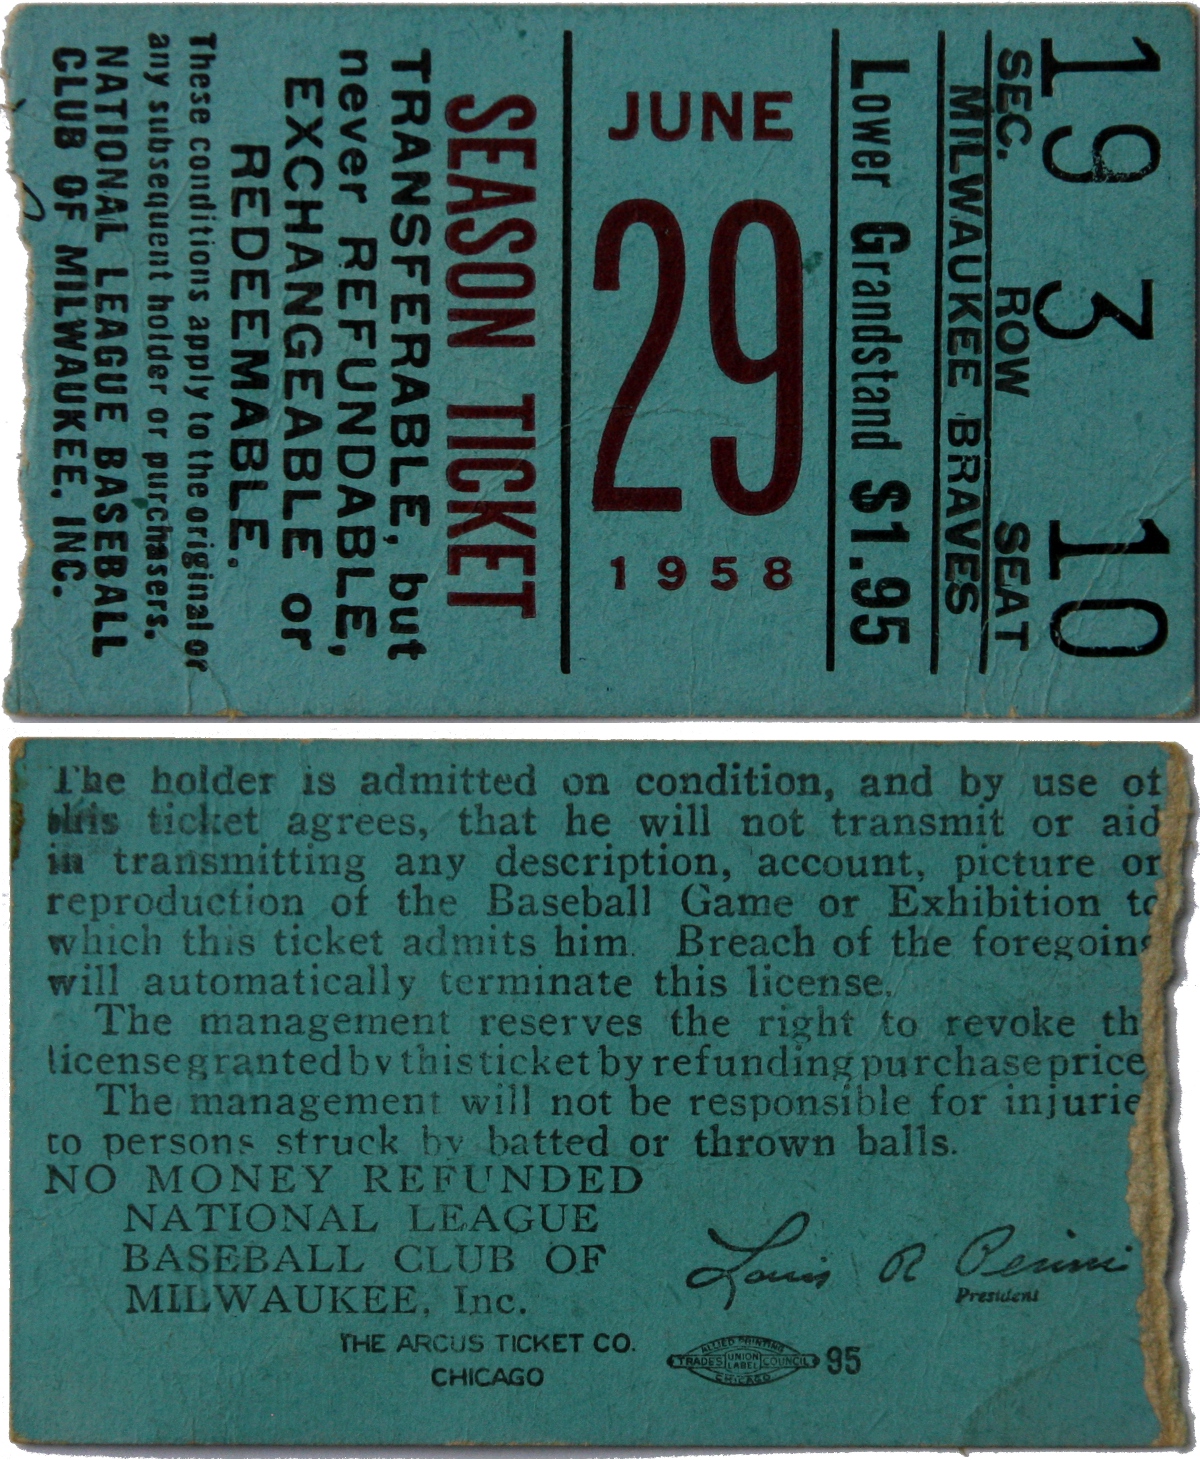 19 3 10
SEC. ROW SEAT
MILWAUKEE BRAVES
Lower Grandstand $1.95
JUNE
29
1958
SEASON TICKET
TRANSFERABLE, but
never REFUNDABLE,
EXCHANGEABLE or
REDEEMABLE.
These conditions apply to the original or
any subsequent holder or purchasers.
NATIONAL LEAGUE BASEBALL
CLUB OF MILWAUKEE, INC.
The holder is admitted on condition, and by use of
this ticket agrees, that he will not transmit or aid
in transmitting any description, account, picture or
reproduction of the Baseball Game or Exhibition to
which this ticket admits him. Breach of the foregoing
will automatically terminate this license.
The management reserves the right to revoke th
license granted by this ticket by refunding purchase price
The management will not be responsible for injurie
to persons struck by batted or thrown balls.
NO MONEY REFUNDED
NATIONAL LEAGUE
BASEBALL CLUB OF
MILWAUKEE, Inc.
Louis R Perini
President
THE ARCUS TICKET CO.
CHICAGO
ALLIED PRINTING
TRADES UNION LABEL COUNCIL
CHICAGO
95